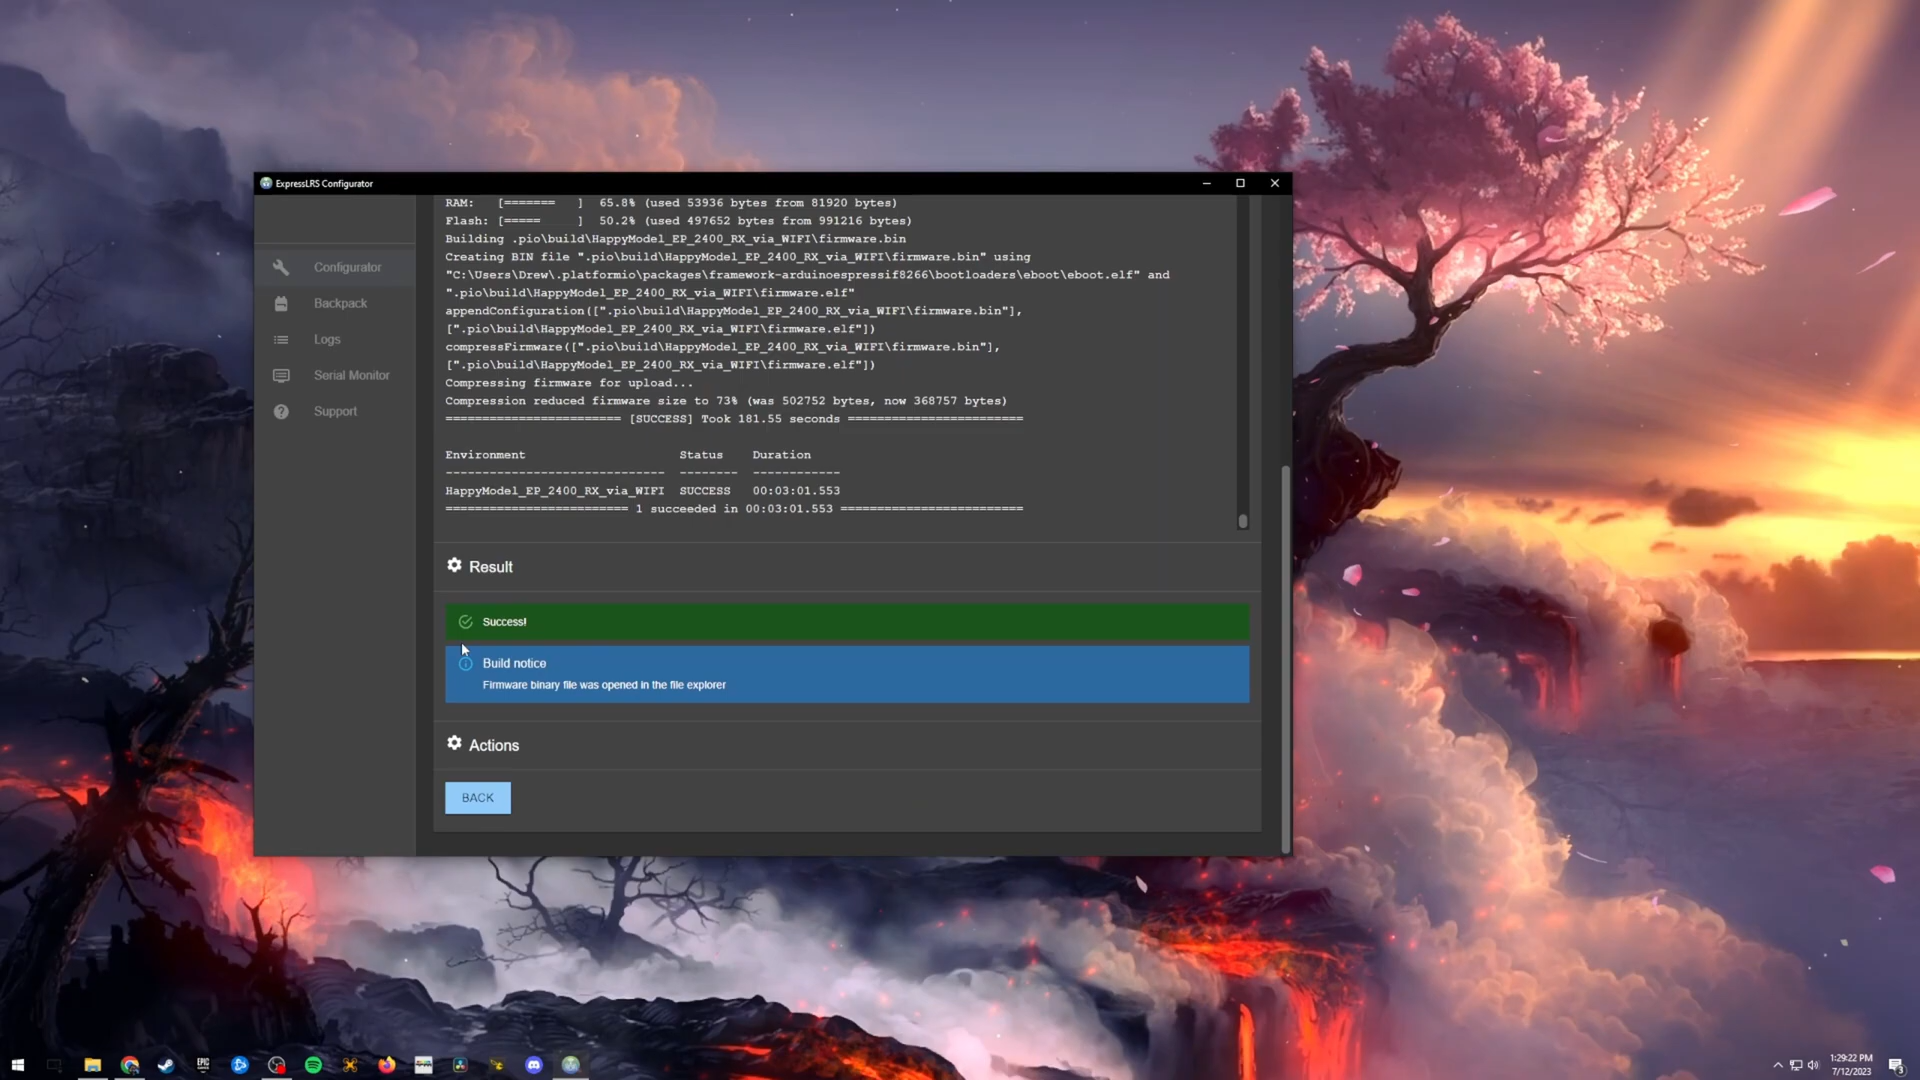 ExpressLRS Configurator
RAM:   [=======   ]  65.8% (used 53936 bytes from 81920 bytes)
Flash: [=====     ]  50.2% (used 497652 bytes from 991216 bytes)
Building .pio\build\HappyModel_EP_2400_RX_via_WIFI\firmware.bin
Creating BIN file ".pio\build\HappyModel_EP_2400_RX_via_WIFI\firmware.bin" using
"C:\Users\Drew\.platformio\packages\framework-arduinoespressif8266\bootloaders\eboot\eboot.elf" and
".pio\build\HappyModel_EP_2400_RX_via_WIFI\firmware.elf"
appendConfiguration([".pio\build\HappyModel_EP_2400_RX_via_WIFI\firmware.bin"],
[".pio\build\HappyModel_EP_2400_RX_via_WIFI\firmware.elf"])
compressFirmware([".pio\build\HappyModel_EP_2400_RX_via_WIFI\firmware.bin"],
[".pio\build\HappyModel_EP_2400_RX_via_WIFI\firmware.elf"])
Compressing firmware for upload...
Compression reduced firmware size to 73% (was 502752 bytes, now 368757 bytes)
======================== [SUCCESS] Took 181.55 seconds ========================
Environment                     Status    Duration
------------------------------  --------  ------------
HappyModel_EP_2400_RX_via_WIFI  SUCCESS   00:03:01.553
========================= 1 succeeded in 00:03:01.553 =========================
Configurator
Backpack
Logs
Serial Monitor
Support
Result
Success!
Build notice
Firmware binary file was opened in the file explorer
Actions
BACK
EPIC
1:29:22 PM
7/12/2023
3